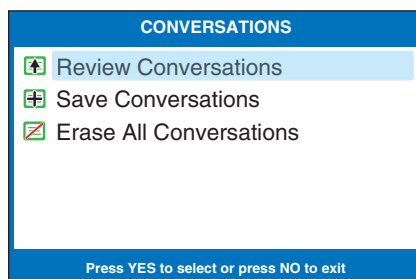 CONVERSATIONS
Review Conversations
Save Conversations
Erase All Conversations
Press YES to select or press NO to exit